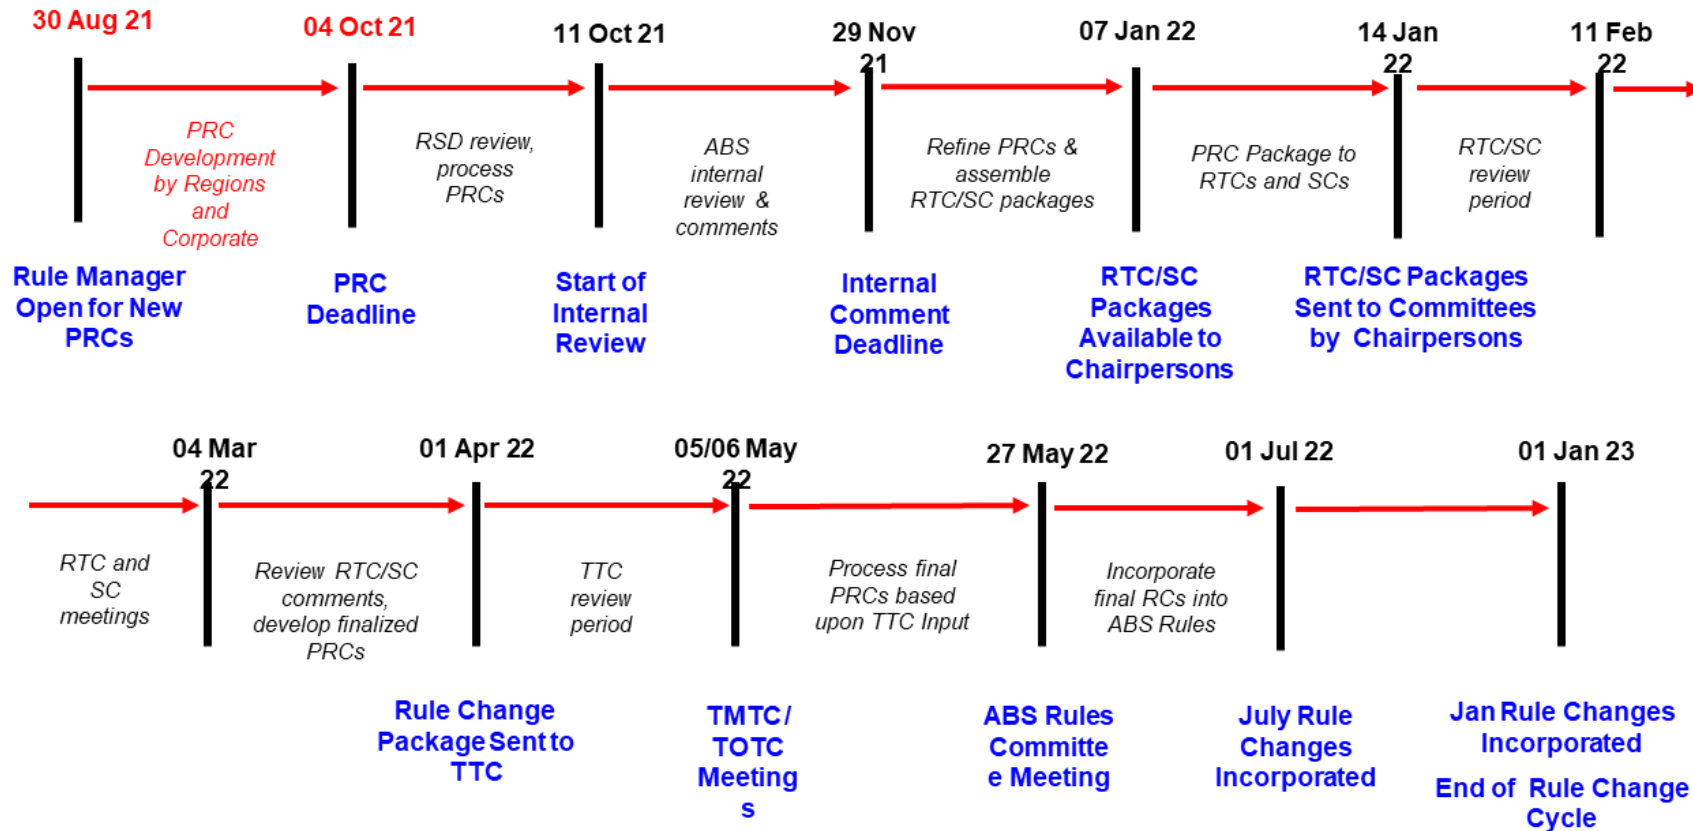 30 Aug 21
04 Oct 21
11 Oct 21
29 Nov
21
07 Jan 22
14 Jan
22
11 Feb
22
PRC
Development
by Regions
and
Corporate
RSD review,
process
PRCs
ABS
internal
review &
comments
Refine PRCs &
assemble
RTC/SC packages
PRC Package to
RTCs and SCs
RTC/SC
review
period
Rule Manager
Open for New
PRCs
PRC
Deadline
Start of
Internal
Review
Internal
Comment
Deadline
RTC/SC
Packages
Available to
Chairpersons
RTC/SC Packages
Sent to Committees
by Chairpersons
04 Mar
22
01 Apr 22
05/06 May
22
27 May 22
01 Jul 22
01 Jan 23
RTC and
SC
meetings
Review RTC/SC
comments,
develop finalized
PRCs
TTC
review
period
Process final
PRCs based
upon TTC Input
Incorporate
final RCs into
ABS Rules
Rule Change
Package Sent to
TTC
TMTC/
TOTC
Meeting
s
ABS Rules
Committe
e Meeting
July Rule
Changes
Incorporated
Jan Rule Changes
Incorporated
End of Rule Change
Cycle